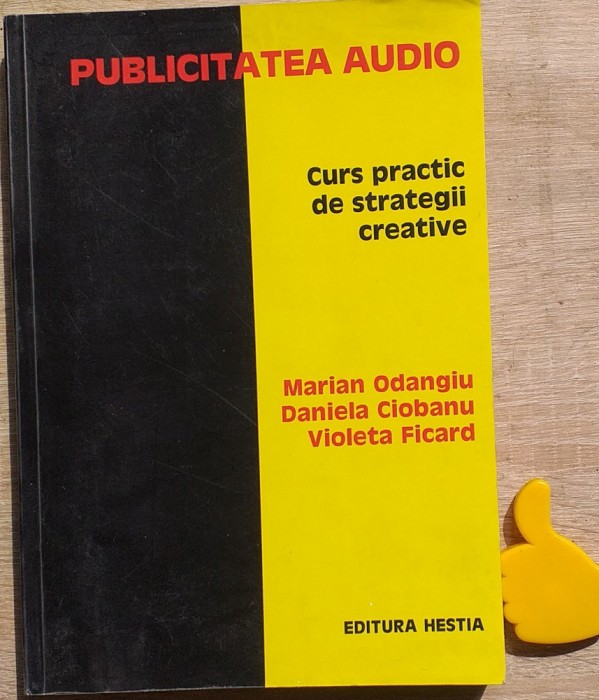 PUBLICITATEA AUDIO
Curs practic
de strategii
creative
Marian Odangiu
Daniela Ciobanu
Violeta Ficard
EDITURA HESTIA